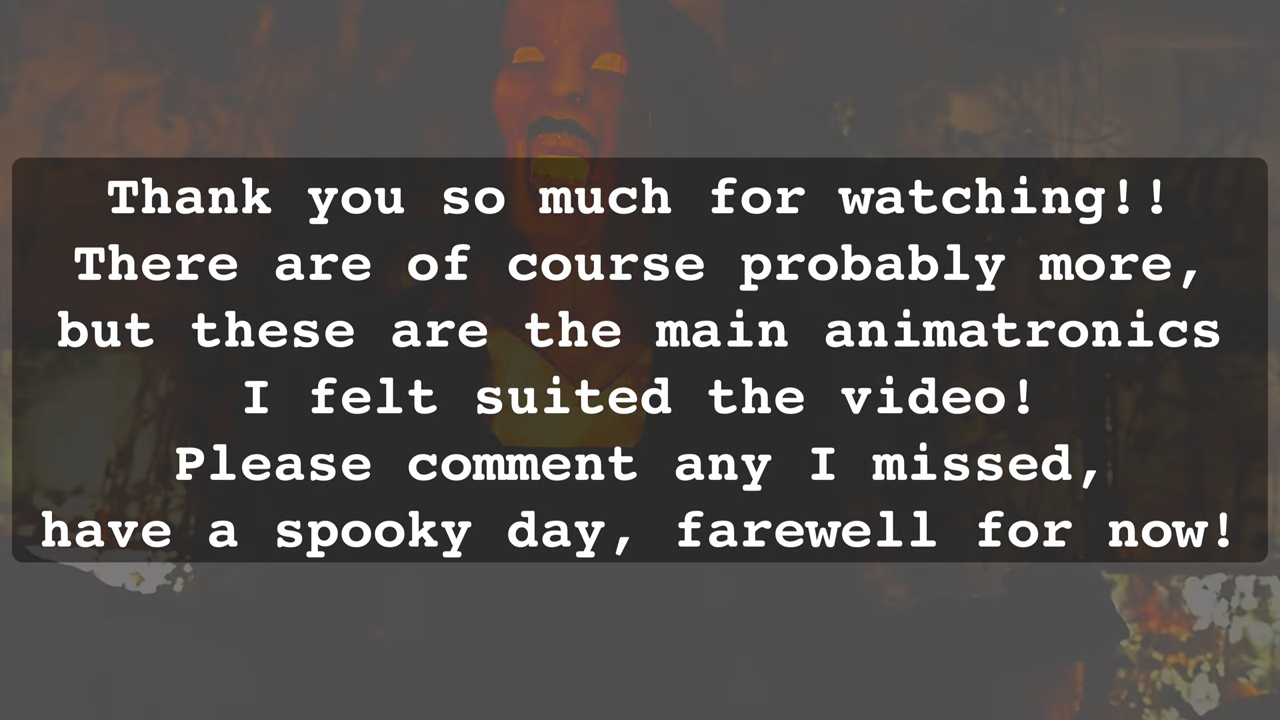 Thank you so much for watching!!
There are of course probably more,
but these are the main animatronics
I felt suited the video!
Please comment any I missed,
have a spooky day, farewell for now!